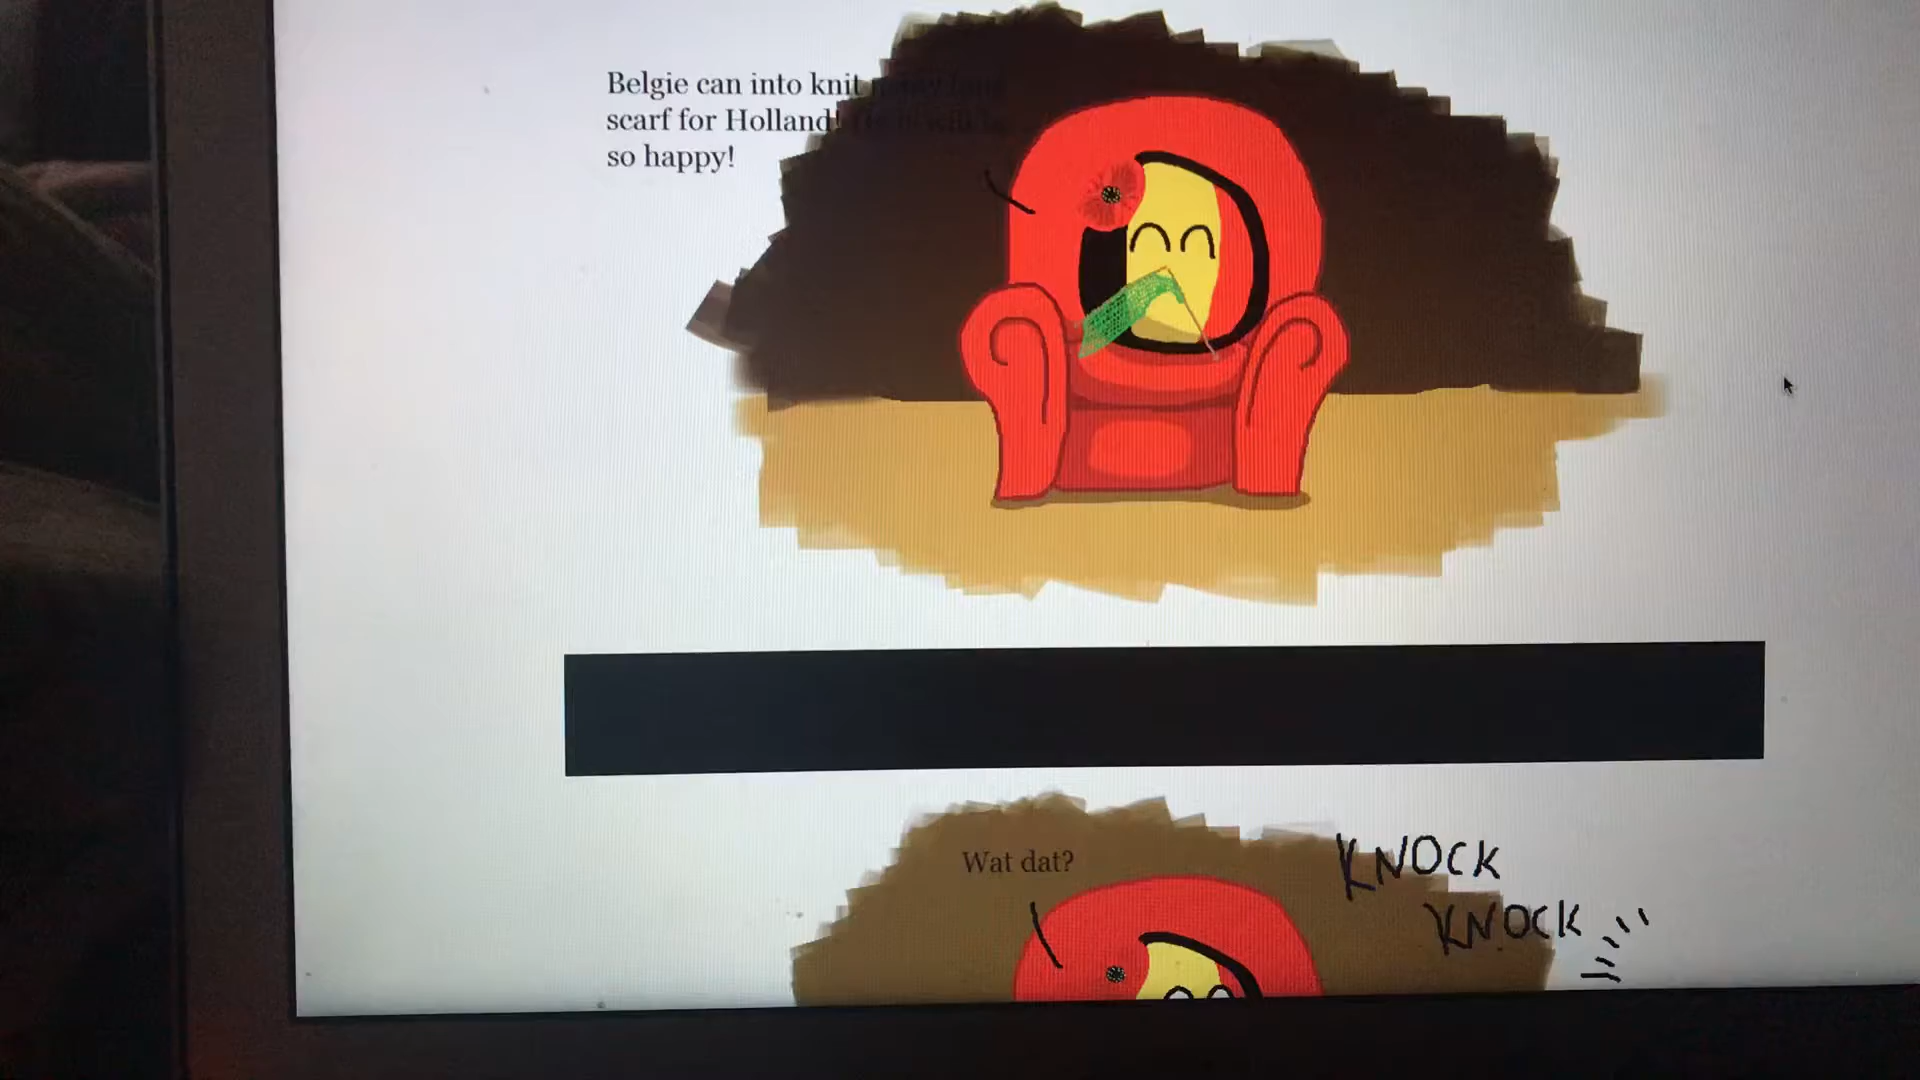 Belgie can into knit
scarf for Holland!
so happy!
Wat dat?
KNOCK
KNOCK